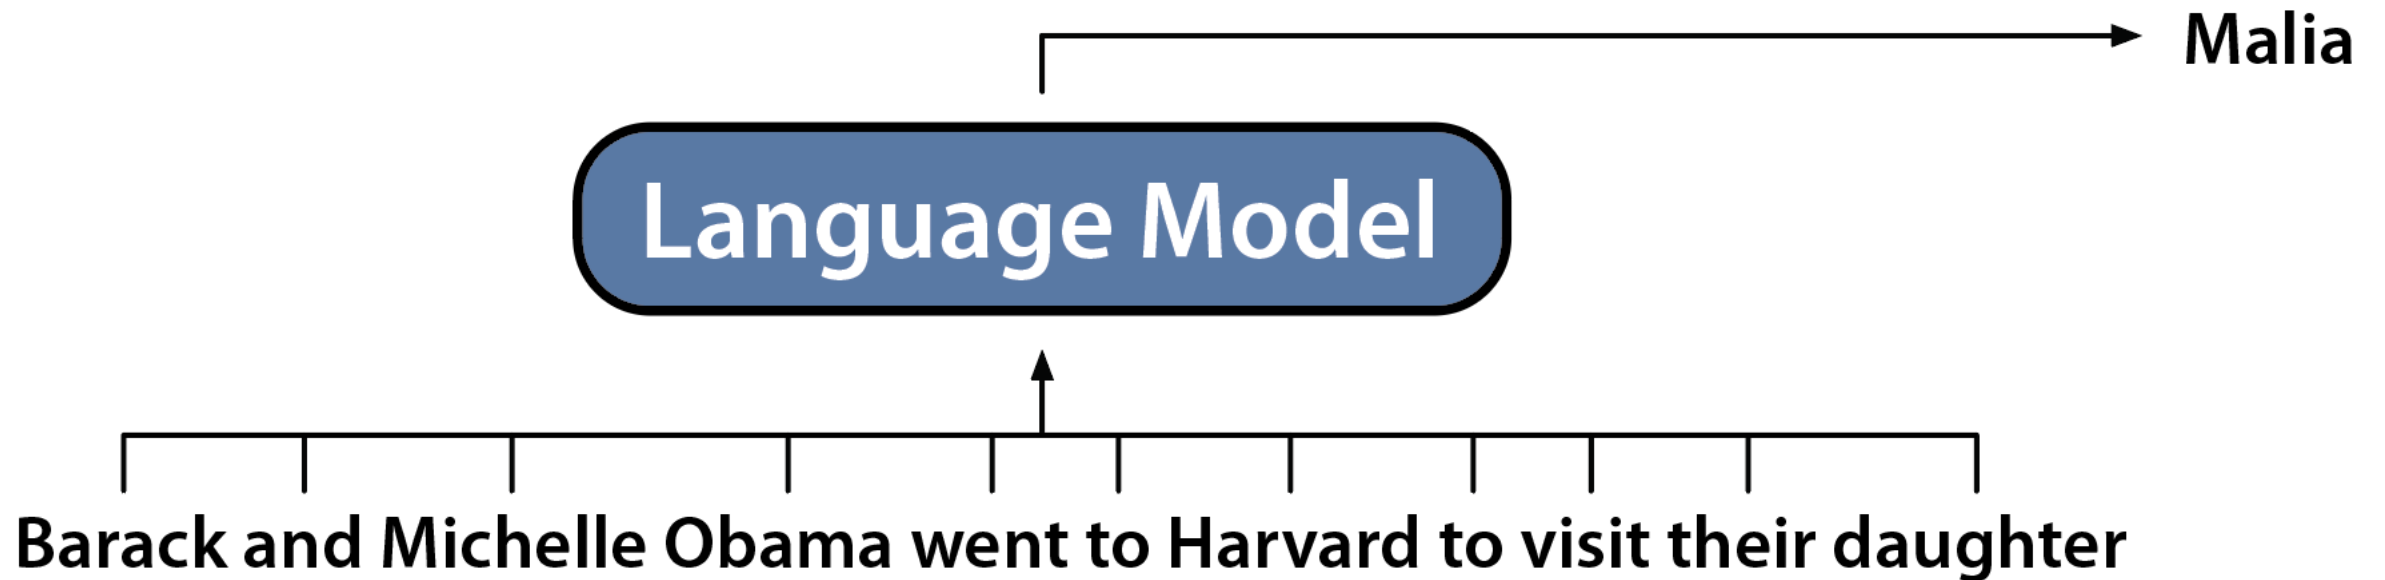 Malia
Language Model
Barack and Michelle Obama went to Harvard to visit their daughter